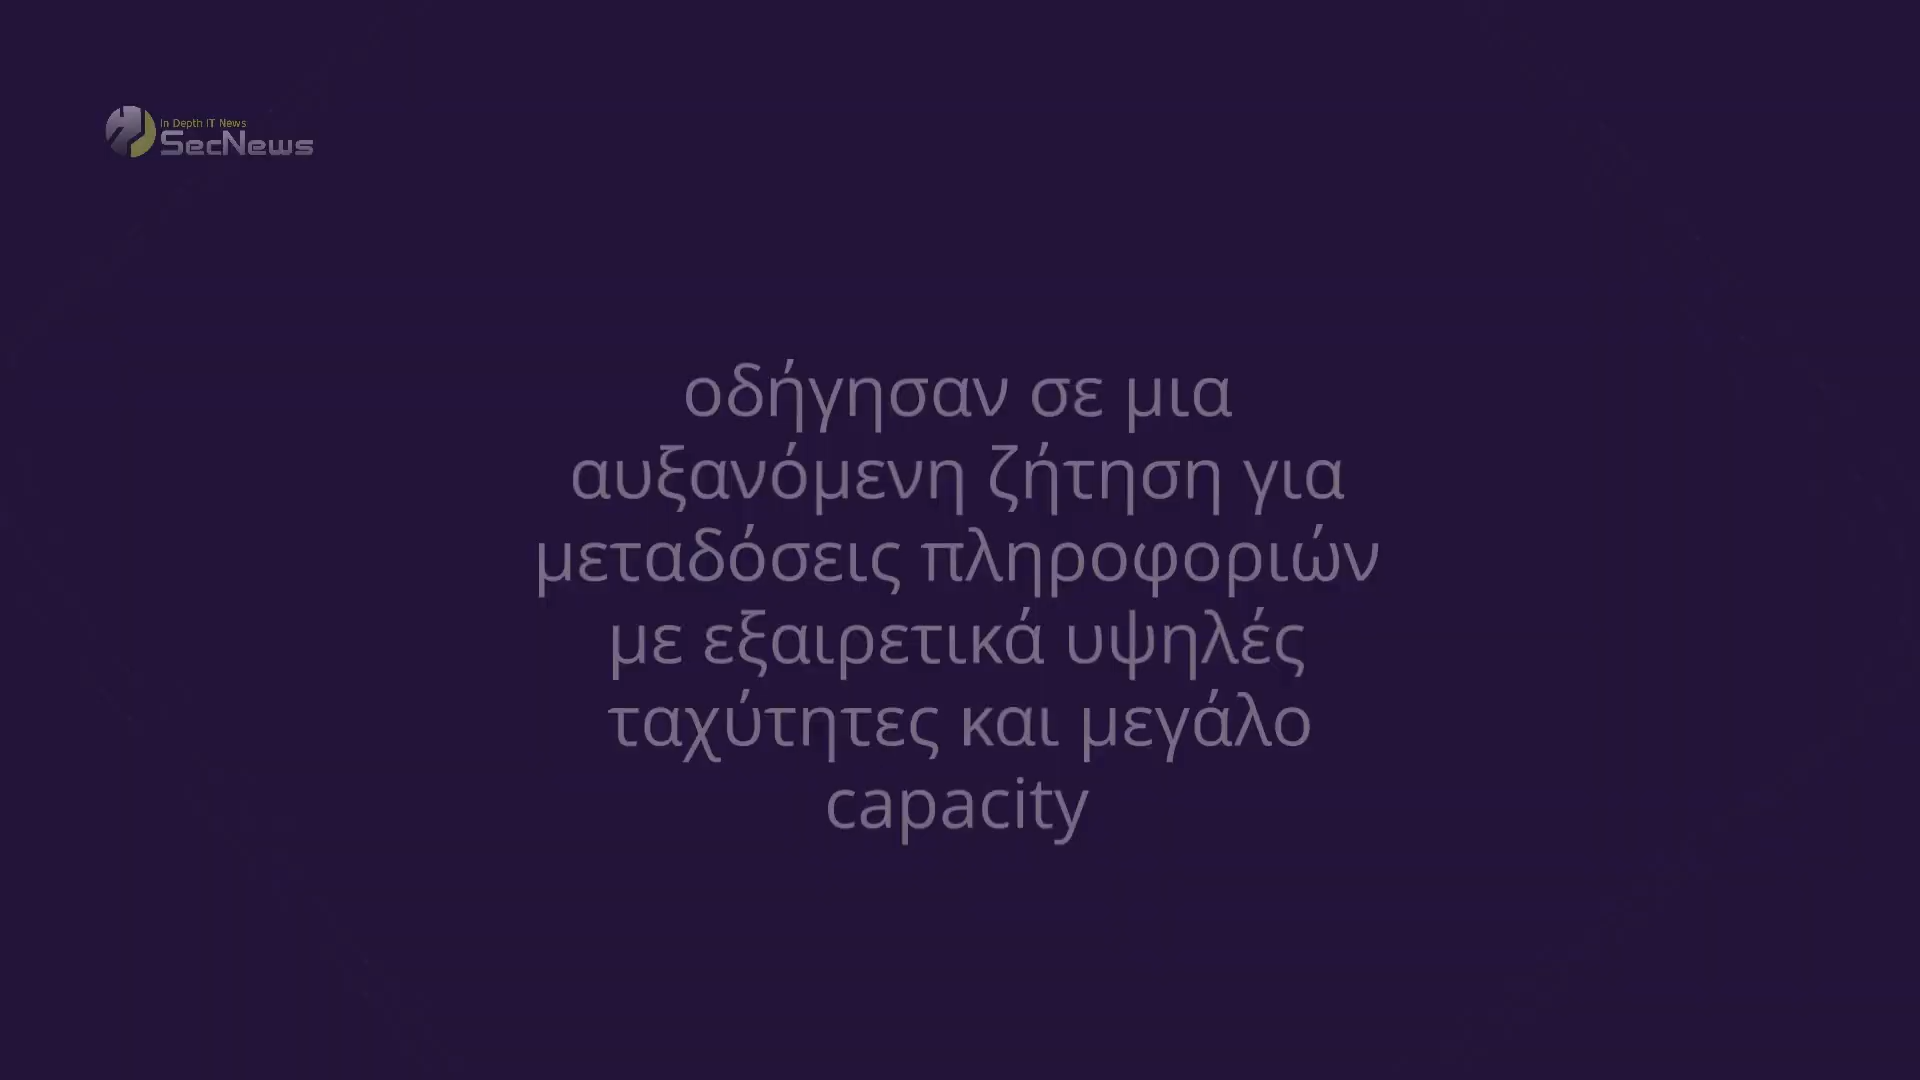 In Depth IT News
SecNews
οδήγησαν σε μια
αυξανόμενη ζήτηση για
μεταδόσεις πληροφοριών
με εξαιρετικά υψηλές
ταχύτητες και μεγάλο
capacity